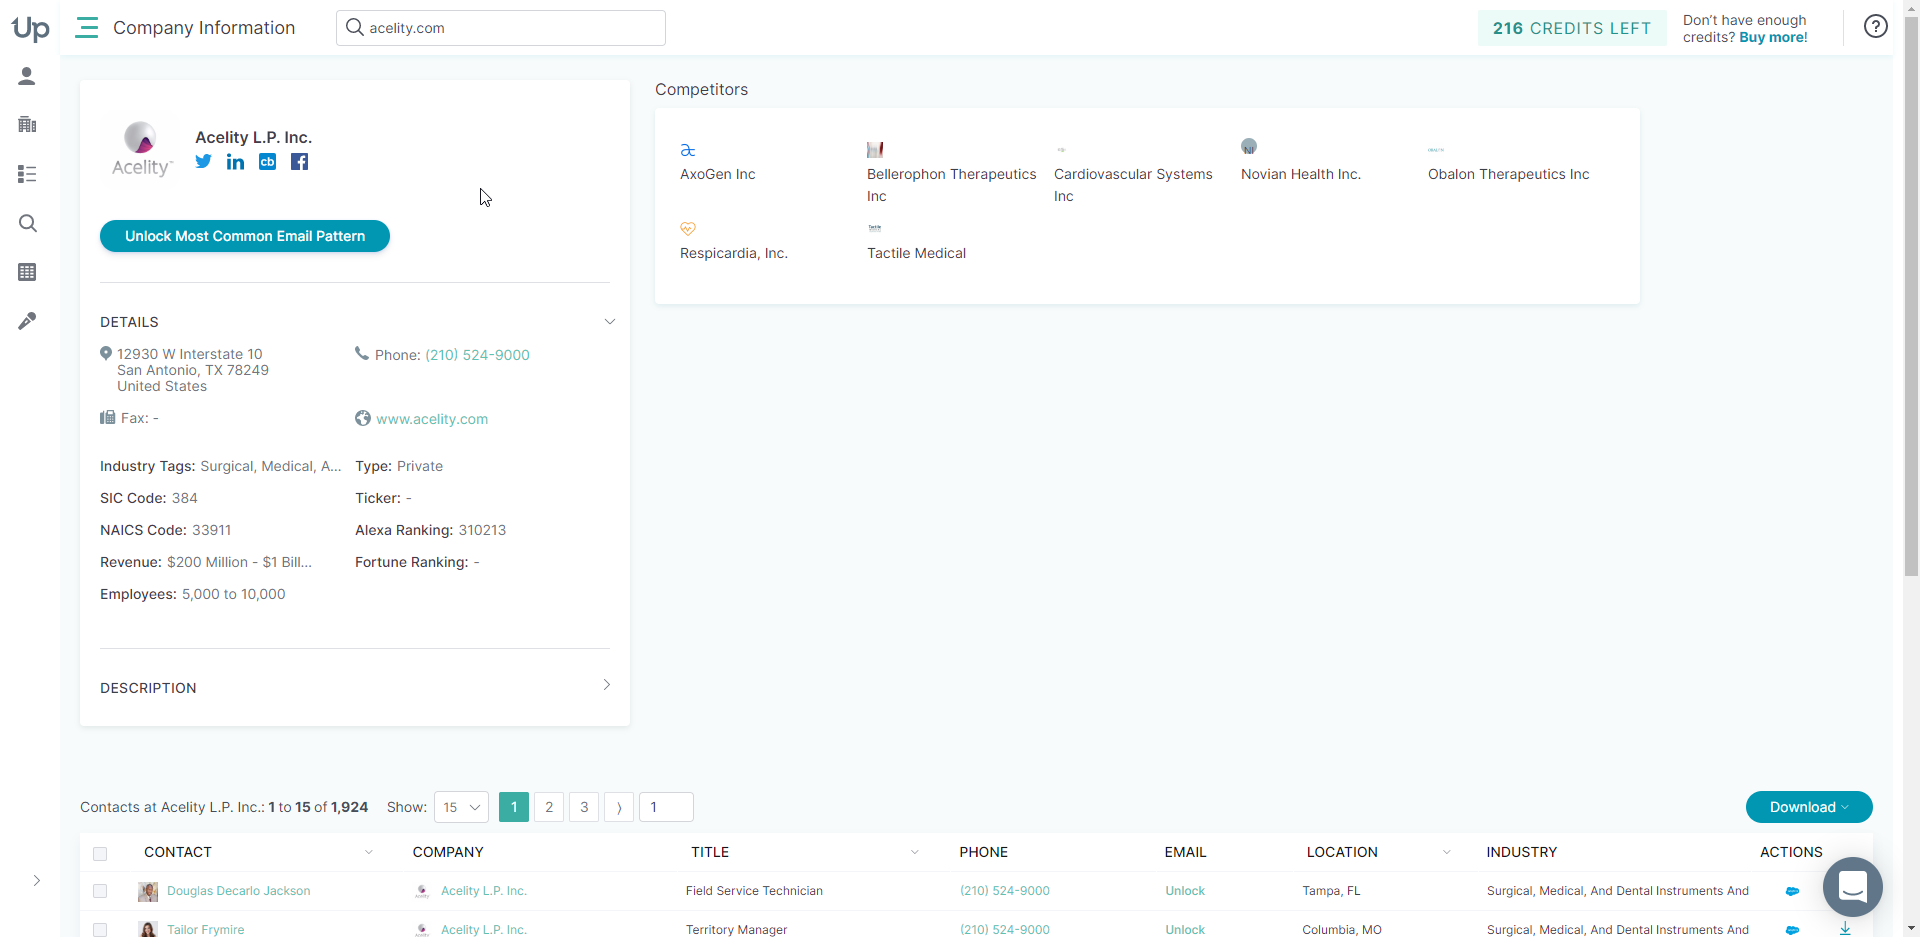 Up
Company Information
acelity.com
216 CREDITS LEFT
Don't have enough
credits? Buy more!
Acelity™
Acelity L.P. Inc.
Unlock Most Common Email Pattern
DETAILS
12930 W Interstate 10
San Antonio, TX 78249
United States
Phone: (210) 524-9000
Fax: -
www.acelity.com
Industry Tags: Surgical, Medical, A...
Type: Private
SIC Code: 384
Ticker: -
NAICS Code: 33911
Alexa Ranking: 310213
Revenue: $200 Million - $1 Bill...
Fortune Ranking: -
Employees: 5,000 to 10,000
DESCRIPTION
Competitors
AxoGen Inc
Bellerophon Therapeutics
Inc
Cardiovascular Systems
Inc
NI
Novian Health Inc.
Obalon Therapeutics Inc
Respicardia, Inc.
Tactile
Tactile Medical
Contacts at Acelity L.P. Inc.: 1 to 15 of 1,924 Show: 15 1 2 3 ⟩ 1
Download
CONTACT COMPANY TITLE PHONE EMAIL LOCATION INDUSTRY ACTIONS
Douglas Decarlo Jackson Acelity L.P. Inc. Field Service Technician (210) 524-9000 Unlock Tampa, FL Surgical, Medical, And Dental Instruments And
Tailor Frymire Acelity L.P. Inc. Territory Manager (210) 524-9000 Unlock Columbia, MO Surgical, Medical, And Dental Instruments And